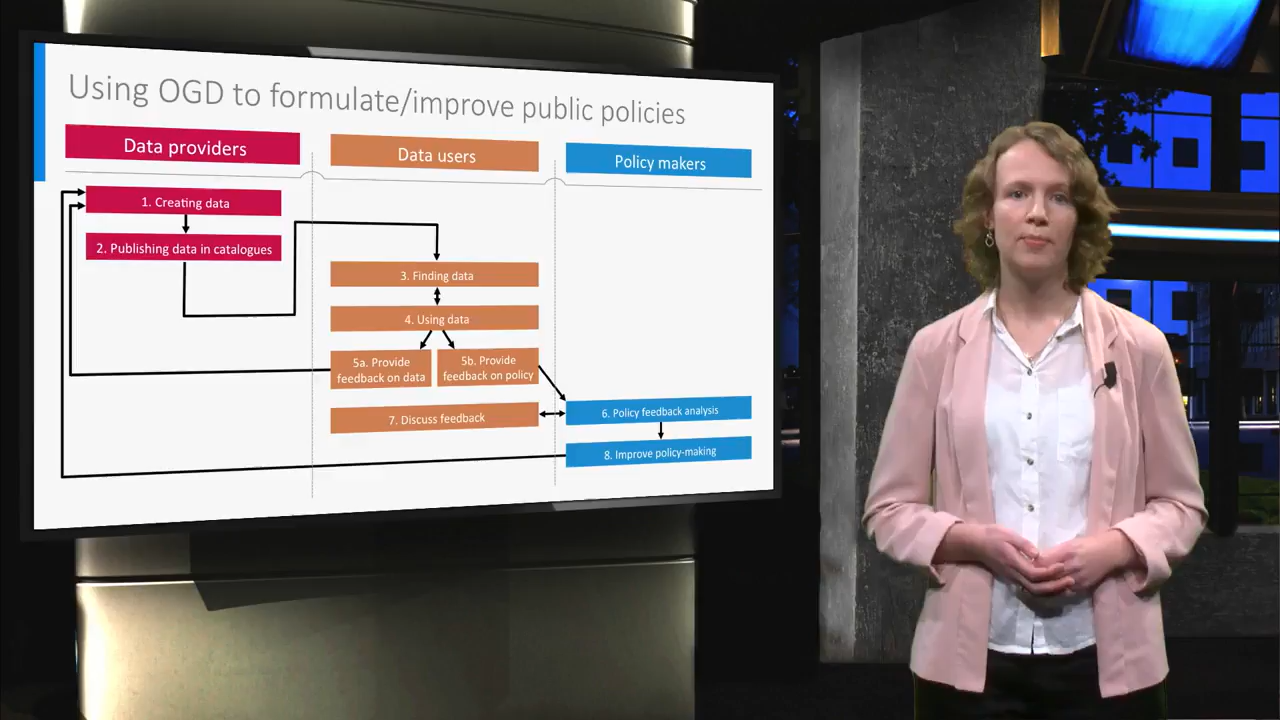 Using OGD to formulate/improve public policies
Data providers
Data users
Policy makers
1. Creating data
2. Publishing data in catalogues
3. Finding data
4. Using data
5a. Provide
feedback on data
5b. Provide
feedback on policy
6. Policy feedback analysis
7. Discuss feedback
8. Improve policy-making